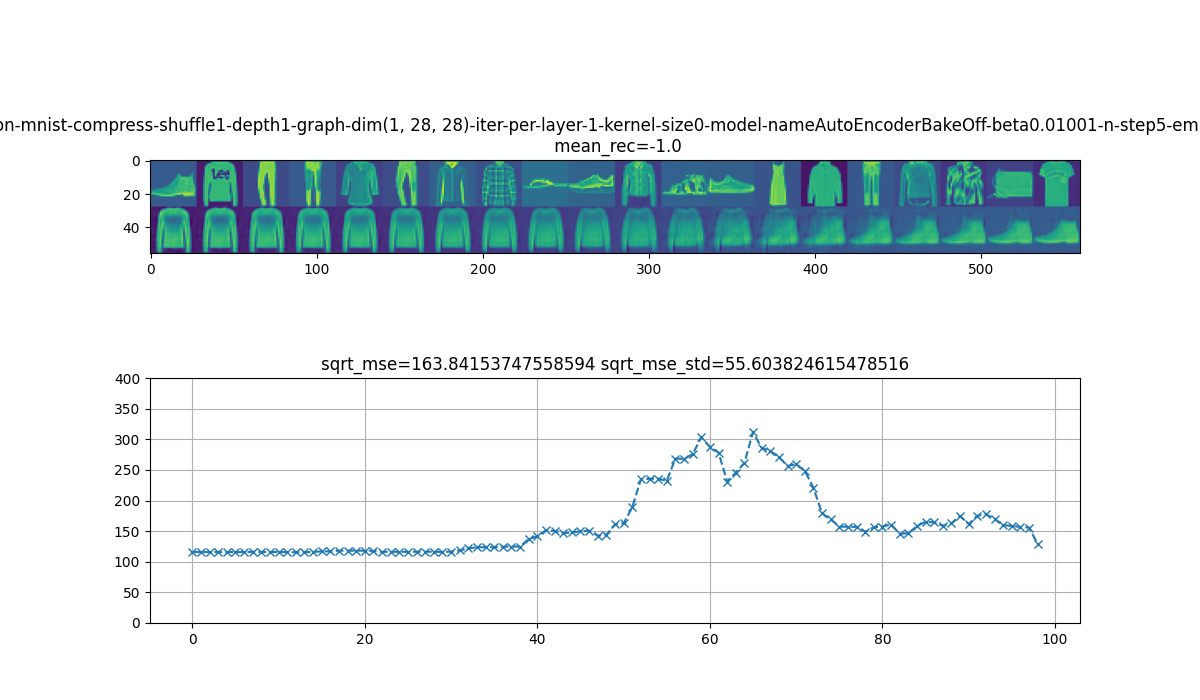 on-mnist-compress-shuffle1-depth1-graph-dim(1, 28, 28)-iter-per-layer-1-kernel-size0-model-nameAutoEncoderBakeOff-beta0.01001-n-step5-em
mean_rec=-1.0
0
20
40
Lee
0 100 200 300 400 500
sqrt_mse=163.84153747558594 sqrt_mse_std=55.603824615478516
400
350
300
250
200
150
100
50
0
0 20 40 60 80 100